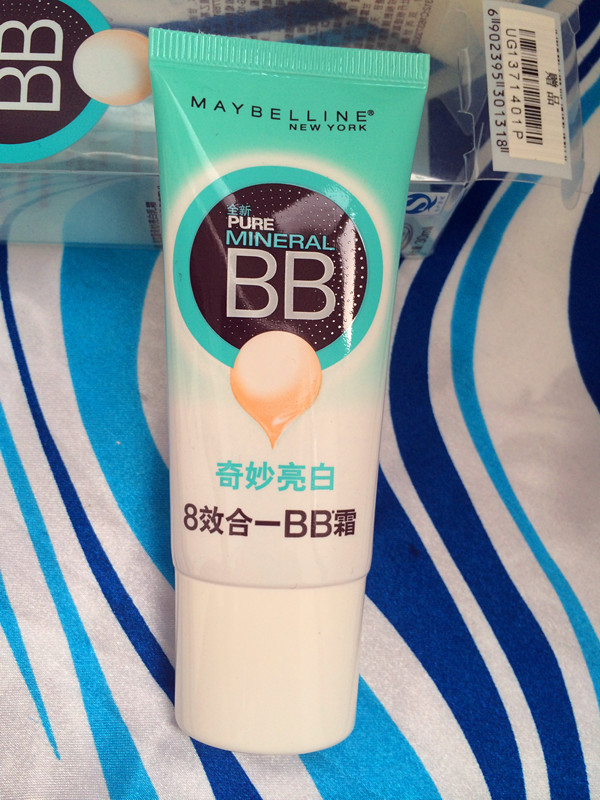 MAYBELLINE®
NEW YORK
全新
PURE
MINERAL
BB
奇妙亮白
8效合一BB霜
BB
赠品
UG1371401P
6902395301318